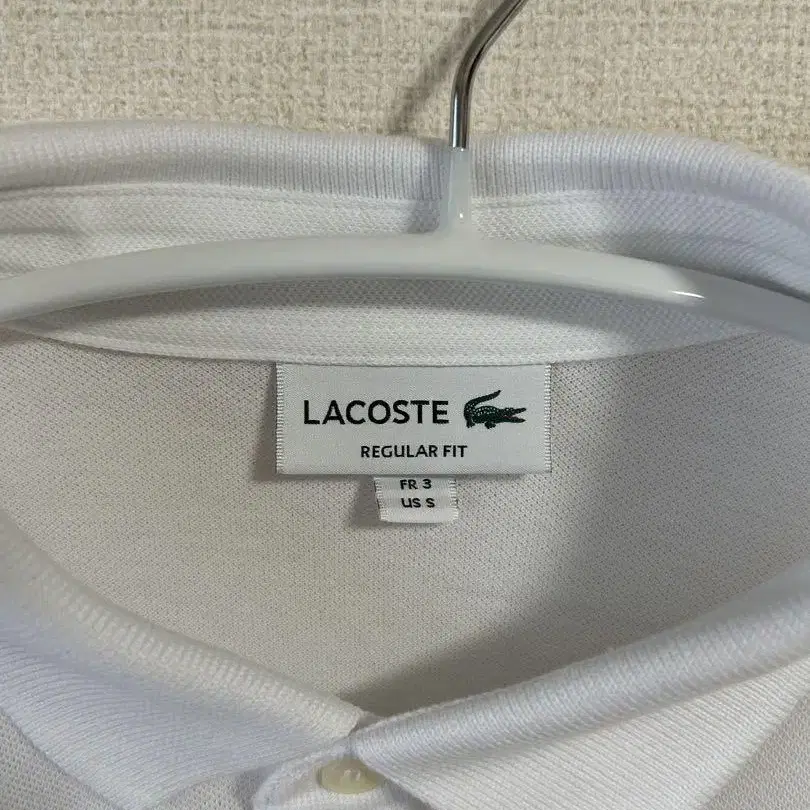 LACOSTE
REGULAR FIT
FR 3
US S